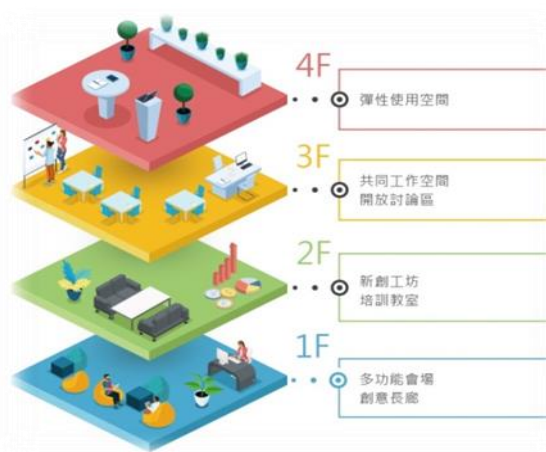 4F
彈性使用空間
3F
共同工作空間
開放討論區
2F
新創工坊
培訓教室
1F
多功能會場
創意長廊